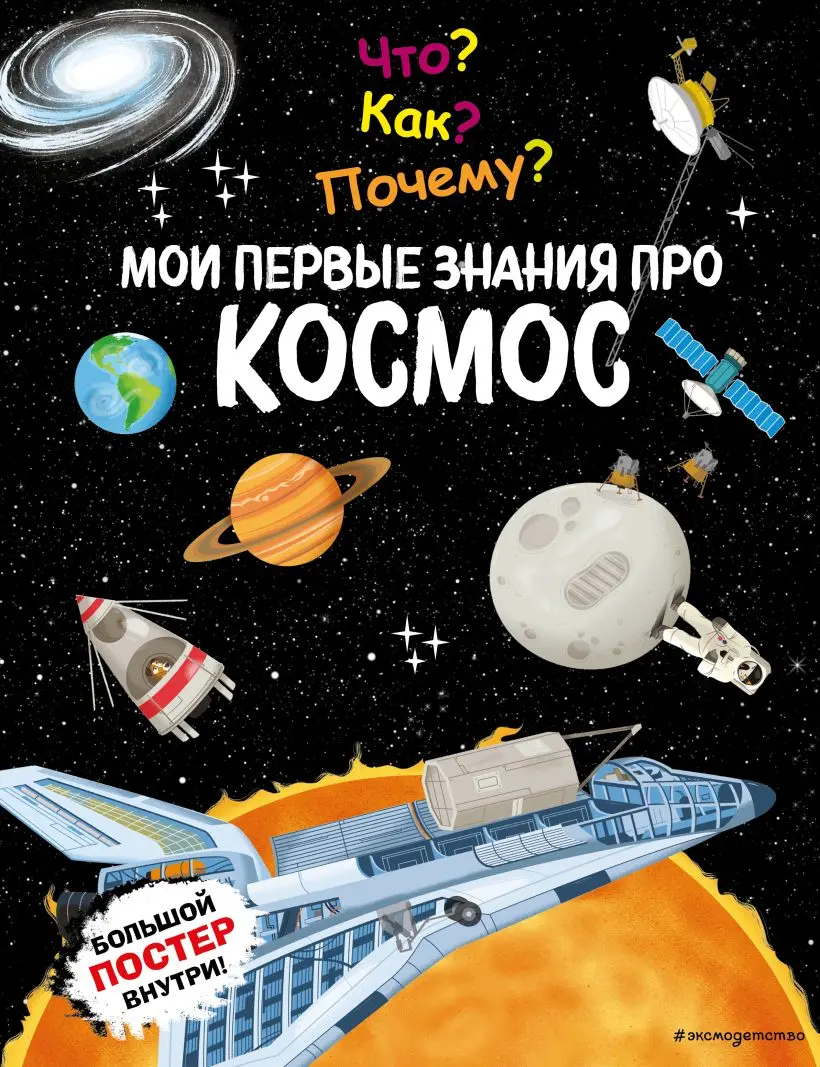 Что?
Как?
Почему?
МОИ ПЕРВЫЕ ЗНАНИЯ ПРО
КОСМОС
БОЛЬШОЙ
ПОСТЕР
ВНУТРИ!
#эксмодетство